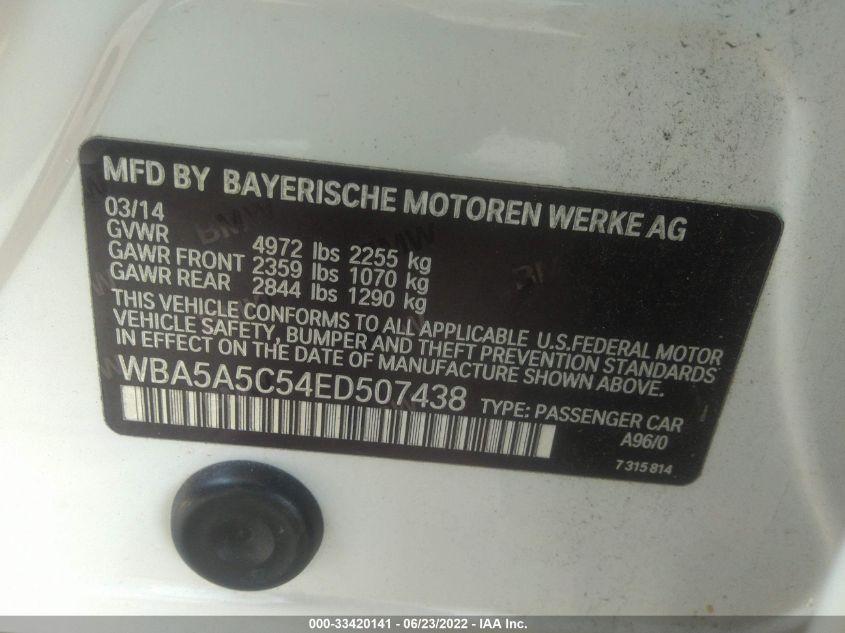 MFD BY BAYERISCHE MOTOREN WERKE AG
03/14
GVWR 4972 lbs 2255 kg
GAWR FRONT 2359 lbs 1070 kg
GAWR REAR 2844 lbs 1290 kg
THIS VEHICLE CONFORMS TO ALL APPLICABLE U.S.FEDERAL MOTOR
VEHICLE SAFETY, BUMPER AND THEFT PREVENTION STANDARDS
IN EFFECT ON THE DATE OF MANUFACTURE SHOWN ABOVE.
WBA5A5C54ED507438 TYPE: PASSENGER CAR
A96/0
7 315 814
000-33420141 - 06/23/2022 - IAA Inc.